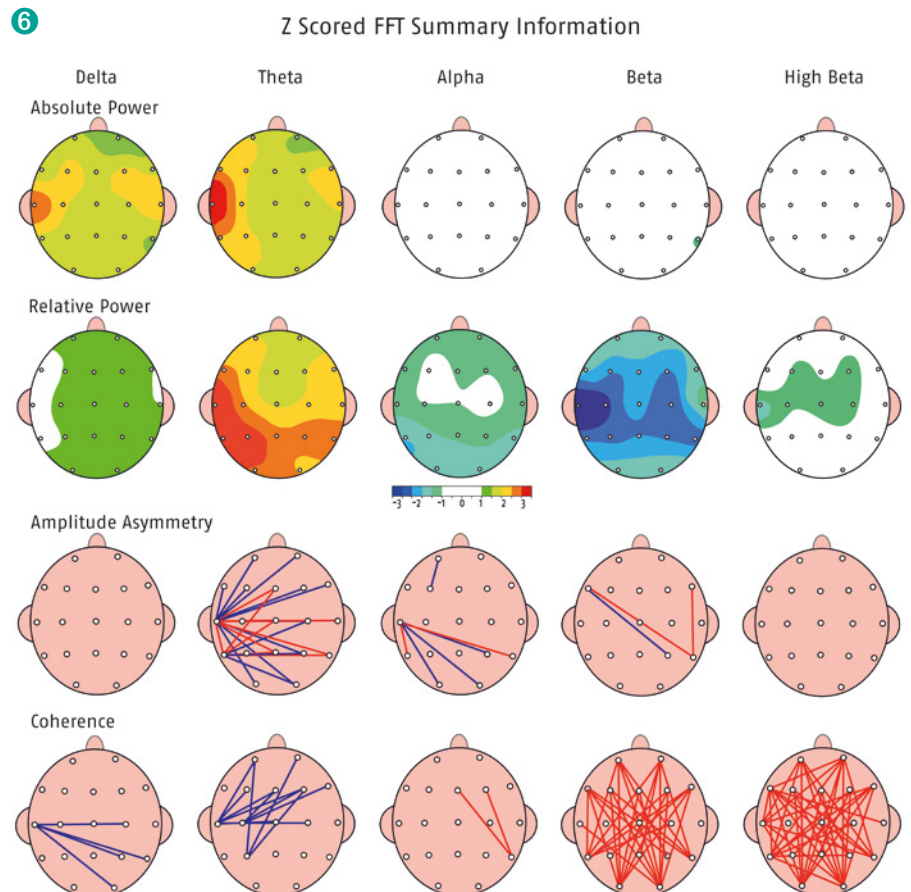 6
Z Scored FFT Summary Information
Delta Theta Alpha Beta High Beta
Absolute Power
Relative Power
-3 -2 -1 0 1 2 3
Amplitude Asymmetry
Coherence